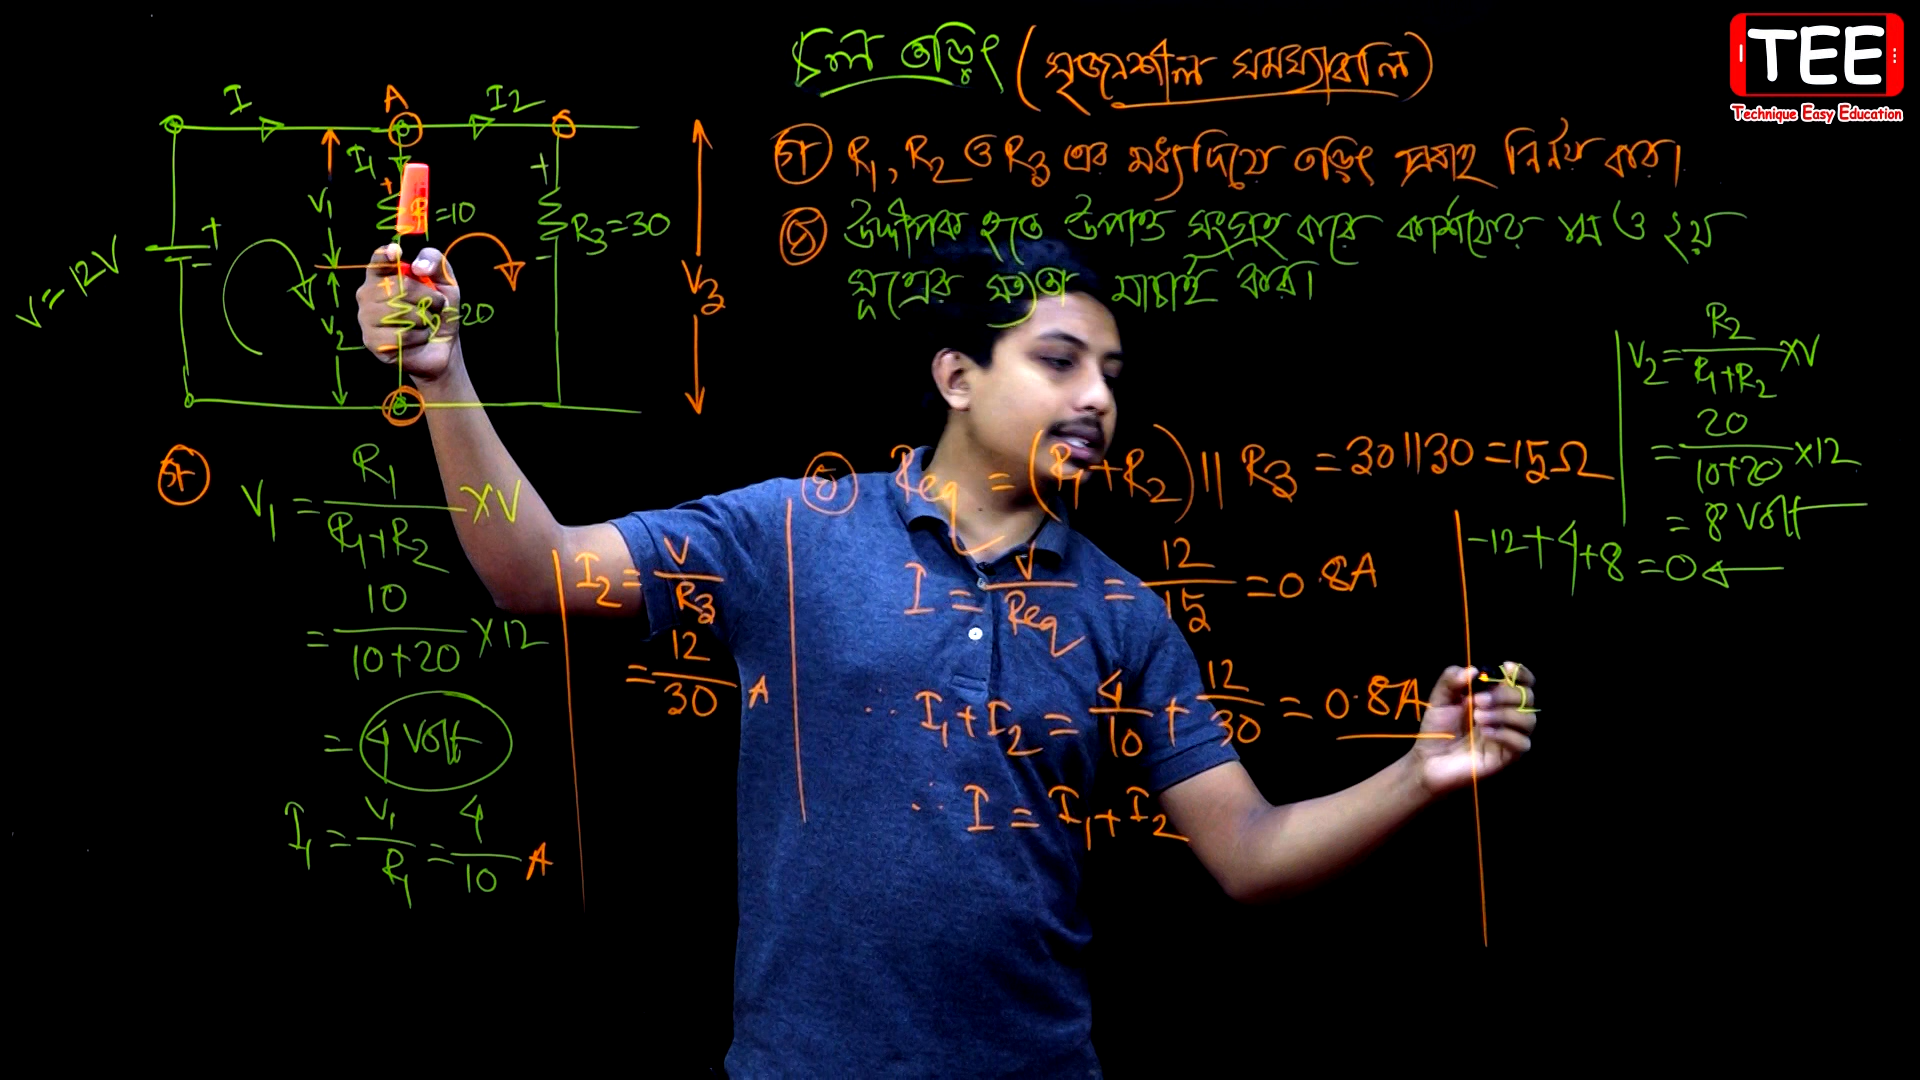 TEE
Technique Easy Education
চল তড়িৎ (সৃজনশীল সমস্যাবলি)
গ R1, R2 ও R3 এর মধ্য দিয়ে তড়িৎ প্রবাহ নির্ণয় কর।
ঘ উদ্দীপক হতে উপাত্ত সংগ্রহ করে কার্শফের ১ম ও ২য়
সূত্রের সত্যতা যাচাই কর।
I
A
I2
I1
+
+
V1
R1=10
R3=30
V=12V
+
-
-
V3
+
V2
R2=20
-
গ V1 = R1/(R1+R2) × V
= 10/(10+20) × 12
= 4 volt
I1 = V1/R1 = 4/10 A
I2 = V/R3
= 12/30 A
Req = (R1+R2) || R3 = 30||30 = 15Ω
I = V/Req = 12/15 = 0.8A
∴ I1+I2 = 4/10 + 12/30 = 0.8A
∴ I = I1+I2
V2 = R2/(R1+R2) × V
= 20/(10+20) × 12
= 8 volt
-12+4+8 = 0
-V2